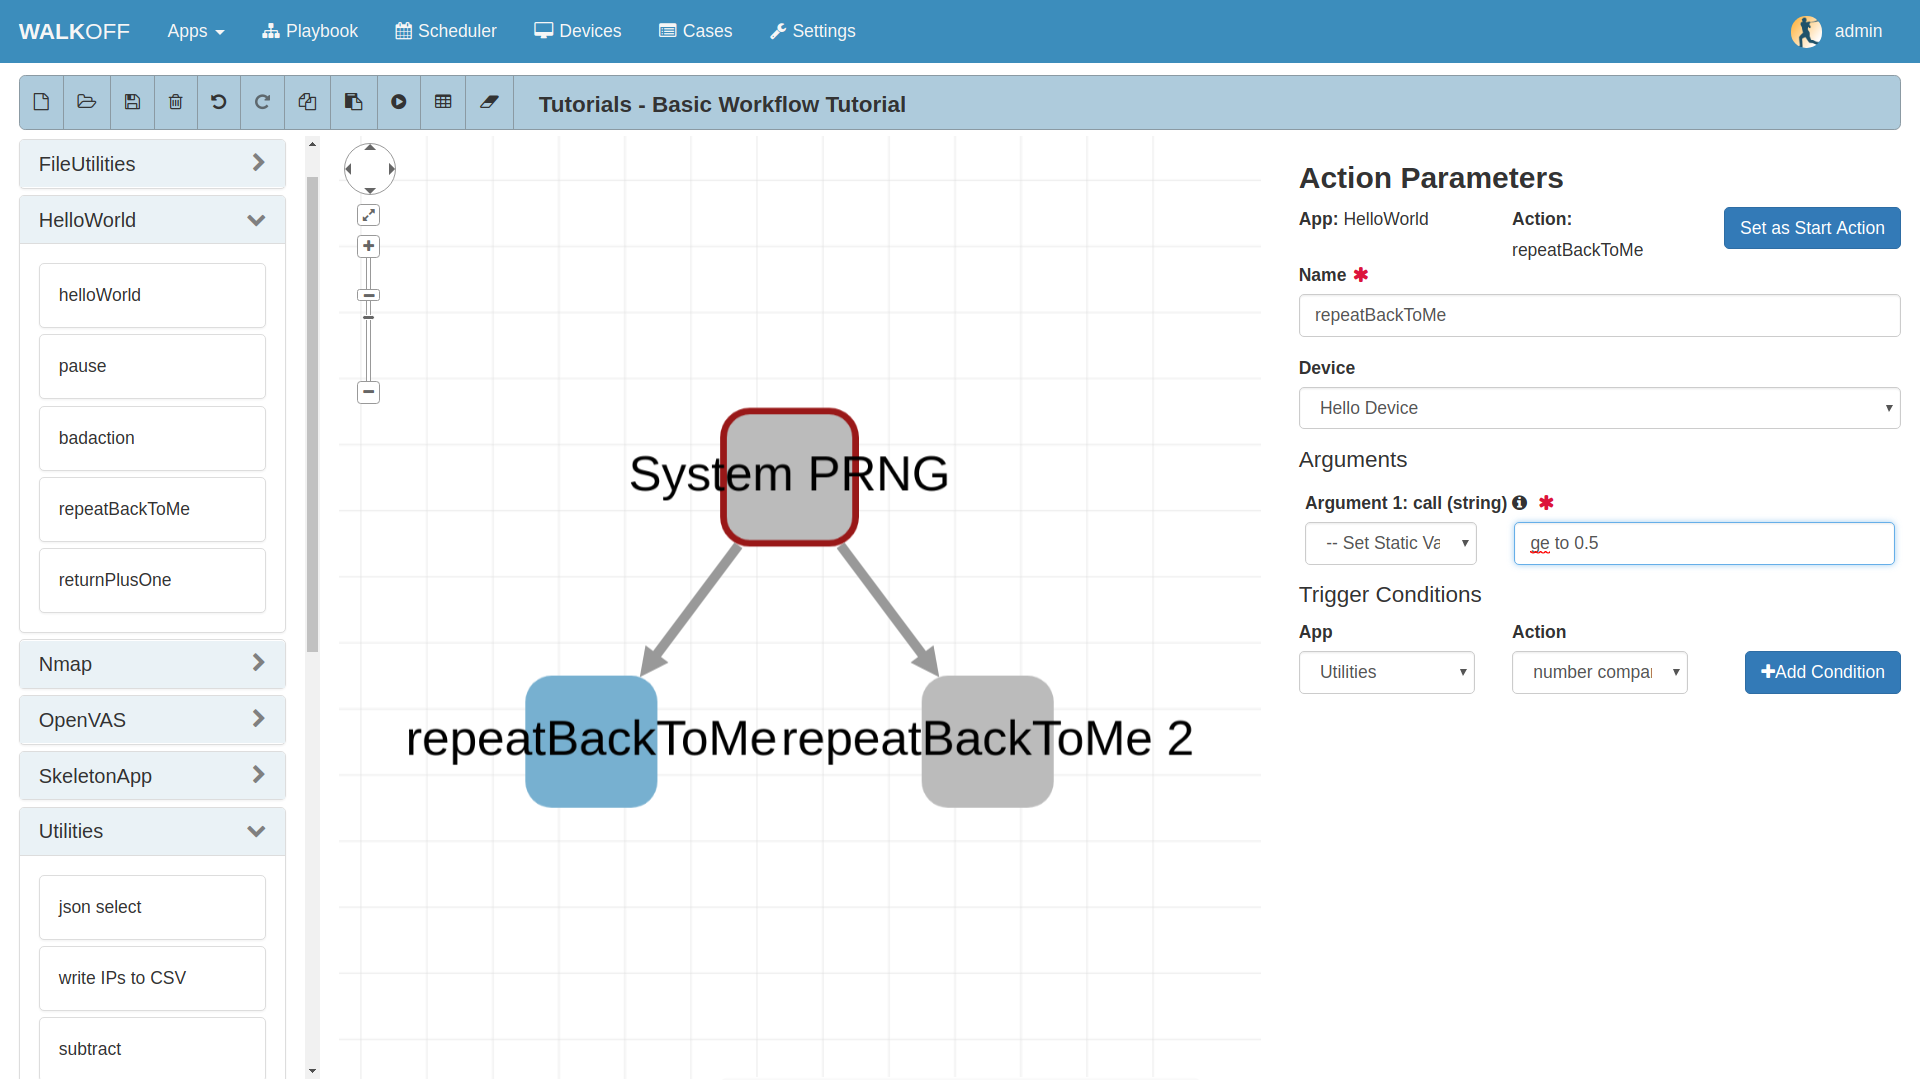 WALKOFF Apps Playbook Scheduler Devices Cases Settings admin
Tutorials - Basic Workflow Tutorial
FileUtilities
HelloWorld
helloWorld
pause
badaction
repeatBackToMe
returnPlusOne
Nmap
OpenVAS
SkeletonApp
Utilities
json select
write IPs to CSV
subtract
System PRNG
repeatBackToMe
repeatBackToMe 2
Action Parameters
App: HelloWorld
Action:
repeatBackToMe
Set as Start Action
Name ✱
repeatBackToMe
Device
Hello Device
Arguments
Argument 1: call (string) ✱
-- Set Static Va
ge to 0.5
Trigger Conditions
App
Action
Utilities
number compar
Add Condition